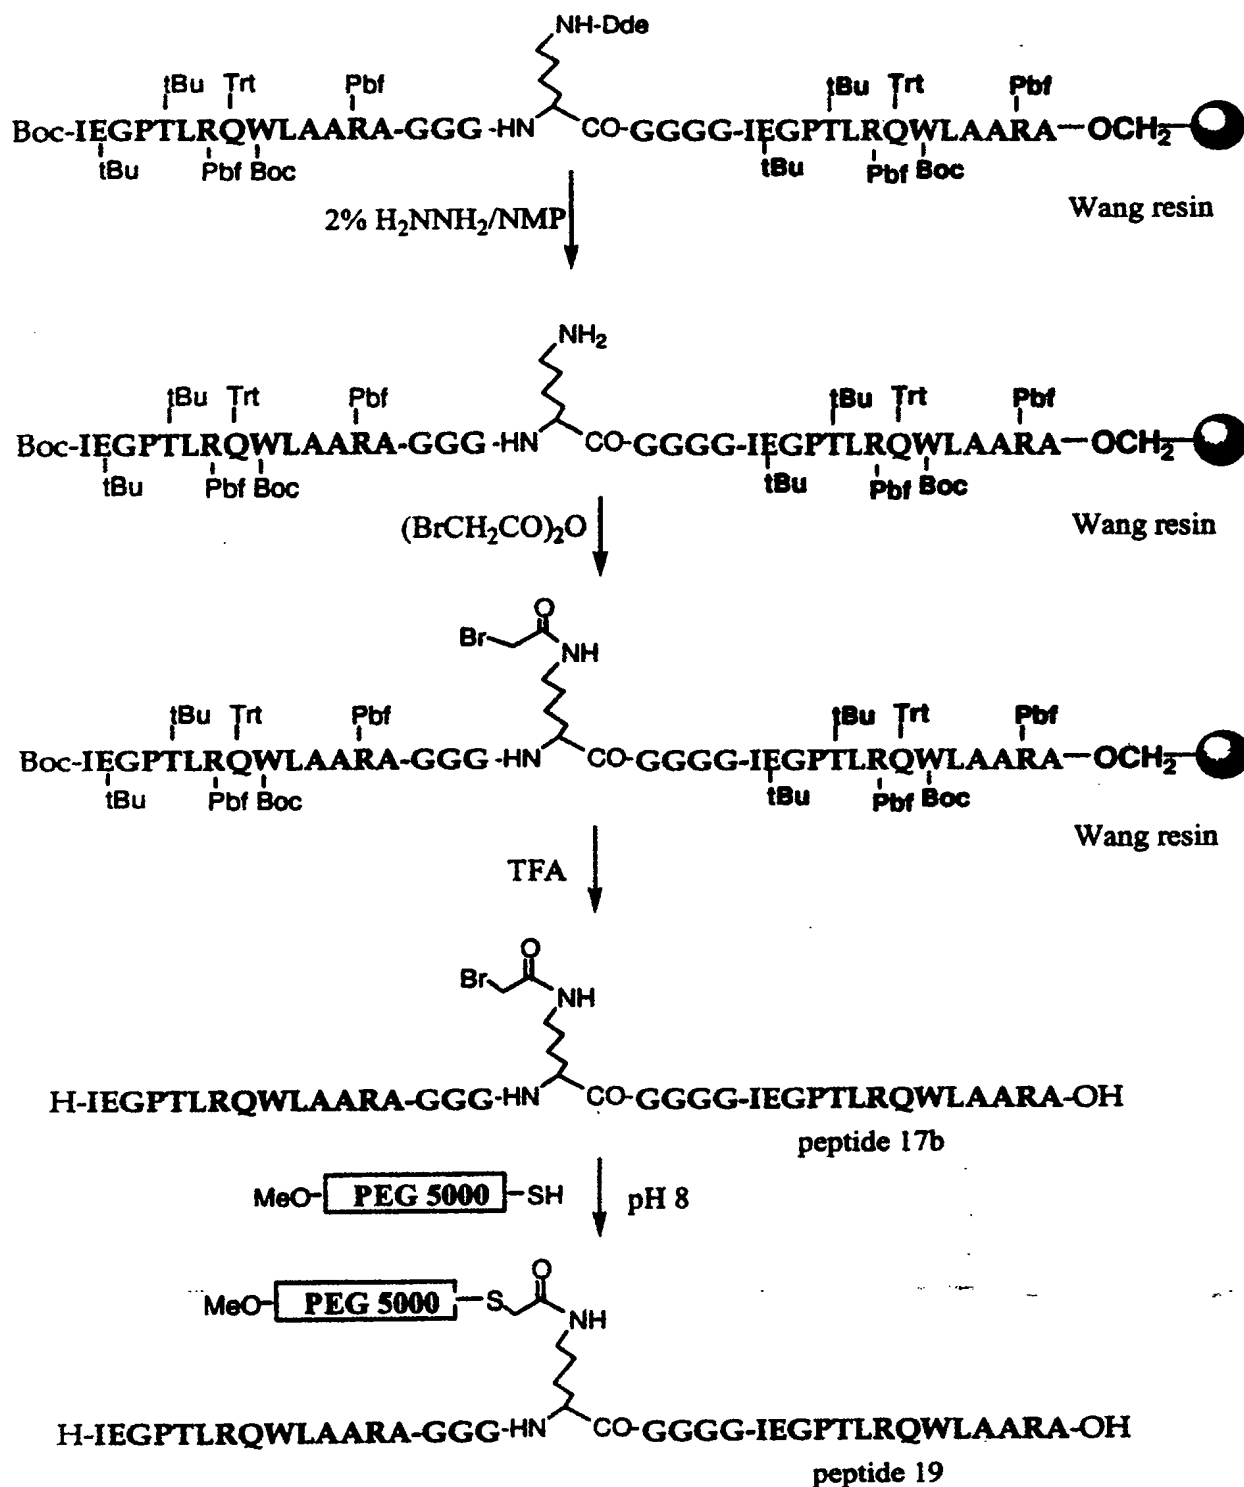 NH-Dde
tBu Trt Pbf tBu Trt Pbf
Boc-IEGPTLRQWLAARA-GGG-HN CO-GGGG-IEGPTLRQWLAARA-OCH2
tBu Pbf Boc tBu Pbf Boc
Wang resin
2% H2NNH2/NMP
NH2
tBu Trt Pbf tBu Trt Pbf
Boc-IEGPTLRQWLAARA-GGG-HN CO-GGGG-IEGPTLRQWLAARA-OCH2
tBu Pbf Boc tBu Pbf Boc
Wang resin
(BrCH2CO)2O
O
Br
NH
tBu Trt Pbf tBu Trt Pbf
Boc-IEGPTLRQWLAARA-GGG-HN CO-GGGG-IEGPTLRQWLAARA-OCH2
tBu Pbf Boc tBu Pbf Boc
Wang resin
TFA
O
Br
NH
H-IEGPTLRQWLAARA-GGG-HN CO-GGGG-IEGPTLRQWLAARA-OH
peptide 17b
MeO-PEG 5000-SH pH 8
O
MeO-PEG 5000-S
NH
H-IEGPTLRQWLAARA-GGG-HN CO-GGGG-IEGPTLRQWLAARA-OH
peptide 19